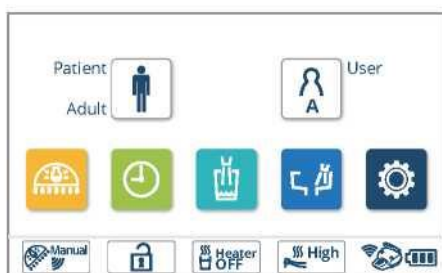 Patient
Adult
User
A
Manual
Heater
OFF
High